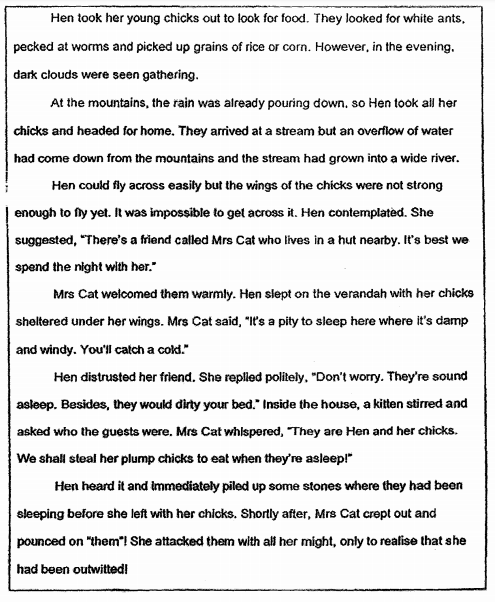 Hen took her young chicks out to look for food. They looked for white ants,
pecked at worms and picked up grains of rice or corn. However, in the evening,
dark clouds were seen gathering.
At the mountains, the rain was already pouring down, so Hen took all her
chicks and headed for home. They arrived at a stream but an overflow of water
had come down from the mountains and the stream had grown into a wide river.
Hen could fly across easily but the wings of the chicks were not strong
enough to fly yet. It was impossible to get across it. Hen contemplated. She
suggested, "There's a friend called Mrs Cat who lives in a hut nearby. It's best we
spend the night with her."
Mrs Cat welcomed them warmly. Hen slept on the verandah with her chicks
sheltered under her wings. Mrs Cat said, "It's a pity to sleep here where it's damp
and windy. You'll catch a cold."
Hen distrusted her friend. She replied politely, "Don't worry. They're sound
asleep. Besides, they would dirty your bed." Inside the house, a kitten stirred and
asked who the guests were. Mrs Cat whispered, "They are Hen and her chicks.
We shall steal her plump chicks to eat when they're asleep!"
Hen heard it and immediately piled up some stones where they had been
sleeping before she left with her chicks. Shortly after, Mrs Cat crept out and
pounced on "them"! She attacked them with all her might, only to realise that she
had been outwitted!